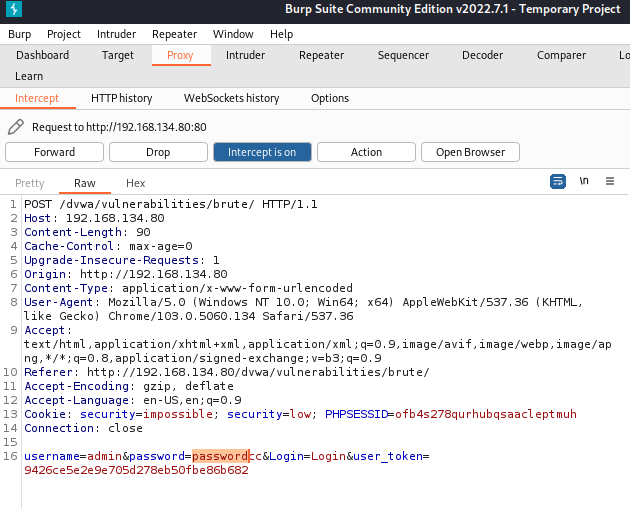 Burp Suite Community Edition v2022.7.1 - Temporary Project
Burp Project Intruder Repeater Window Help
Dashboard Target Proxy Intruder Repeater Sequencer Decoder Comparer Lo
Learn
Intercept HTTP history WebSockets history Options
Request to http://192.168.134.80:80
Forward Drop Intercept is on Action Open Browser
Pretty Raw Hex \n
1 POST /dvwa/vulnerabilities/brute/ HTTP/1.1
2 Host: 192.168.134.80
3 Content-Length: 90
4 Cache-Control: max-age=0
5 Upgrade-Insecure-Requests: 1
6 Origin: http://192.168.134.80
7 Content-Type: application/x-www-form-urlencoded
8 User-Agent: Mozilla/5.0 (Windows NT 10.0; Win64; x64) AppleWebKit/537.36 (KHTML,
like Gecko) Chrome/103.0.5060.134 Safari/537.36
9 Accept:
text/html,application/xhtml+xml,application/xml;q=0.9,image/avif,image/webp,image/ap
ng,*/*;q=0.8,application/signed-exchange;v=b3;q=0.9
10 Referer: http://192.168.134.80/dvwa/vulnerabilities/brute/
11 Accept-Encoding: gzip, deflate
12 Accept-Language: en-US,en;q=0.9
13 Cookie: security=impossible; security=low; PHPSESSID=ofb4s278qurhubqsaacleptmuh
14 Connection: close
15
16 username=admin&password=passwordcc&Login=Login&user_token=
9426ce5e2e9e705d278eb50fbe86b682